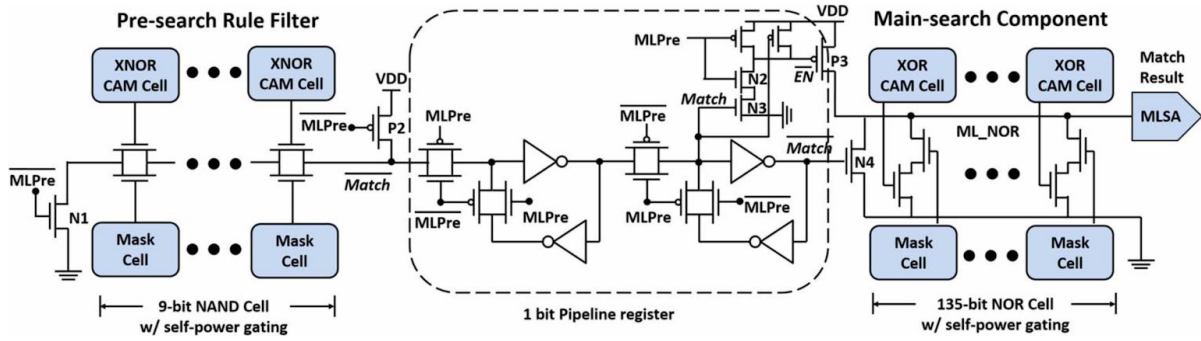 Pre-search Rule Filter
VDD
Main-search Component
XNOR
CAM Cell
XNOR
CAM Cell
MLPre
XOR
CAM Cell
XOR
CAM Cell
Match
Result
VDD
MLPre
P2
MLPre
MLPre
N2
EN
P3
Match
N3
ML_NOR
MLSA
MLPre
N1
Match
MLPre
MLPre
MLPre
MLPre
Match
N4
Mask
Cell
Mask
Cell
Mask
Cell
Mask
Cell
9-bit NAND Cell
w/ self-power gating
1 bit Pipeline register
135-bit NOR Cell
w/ self-power gating